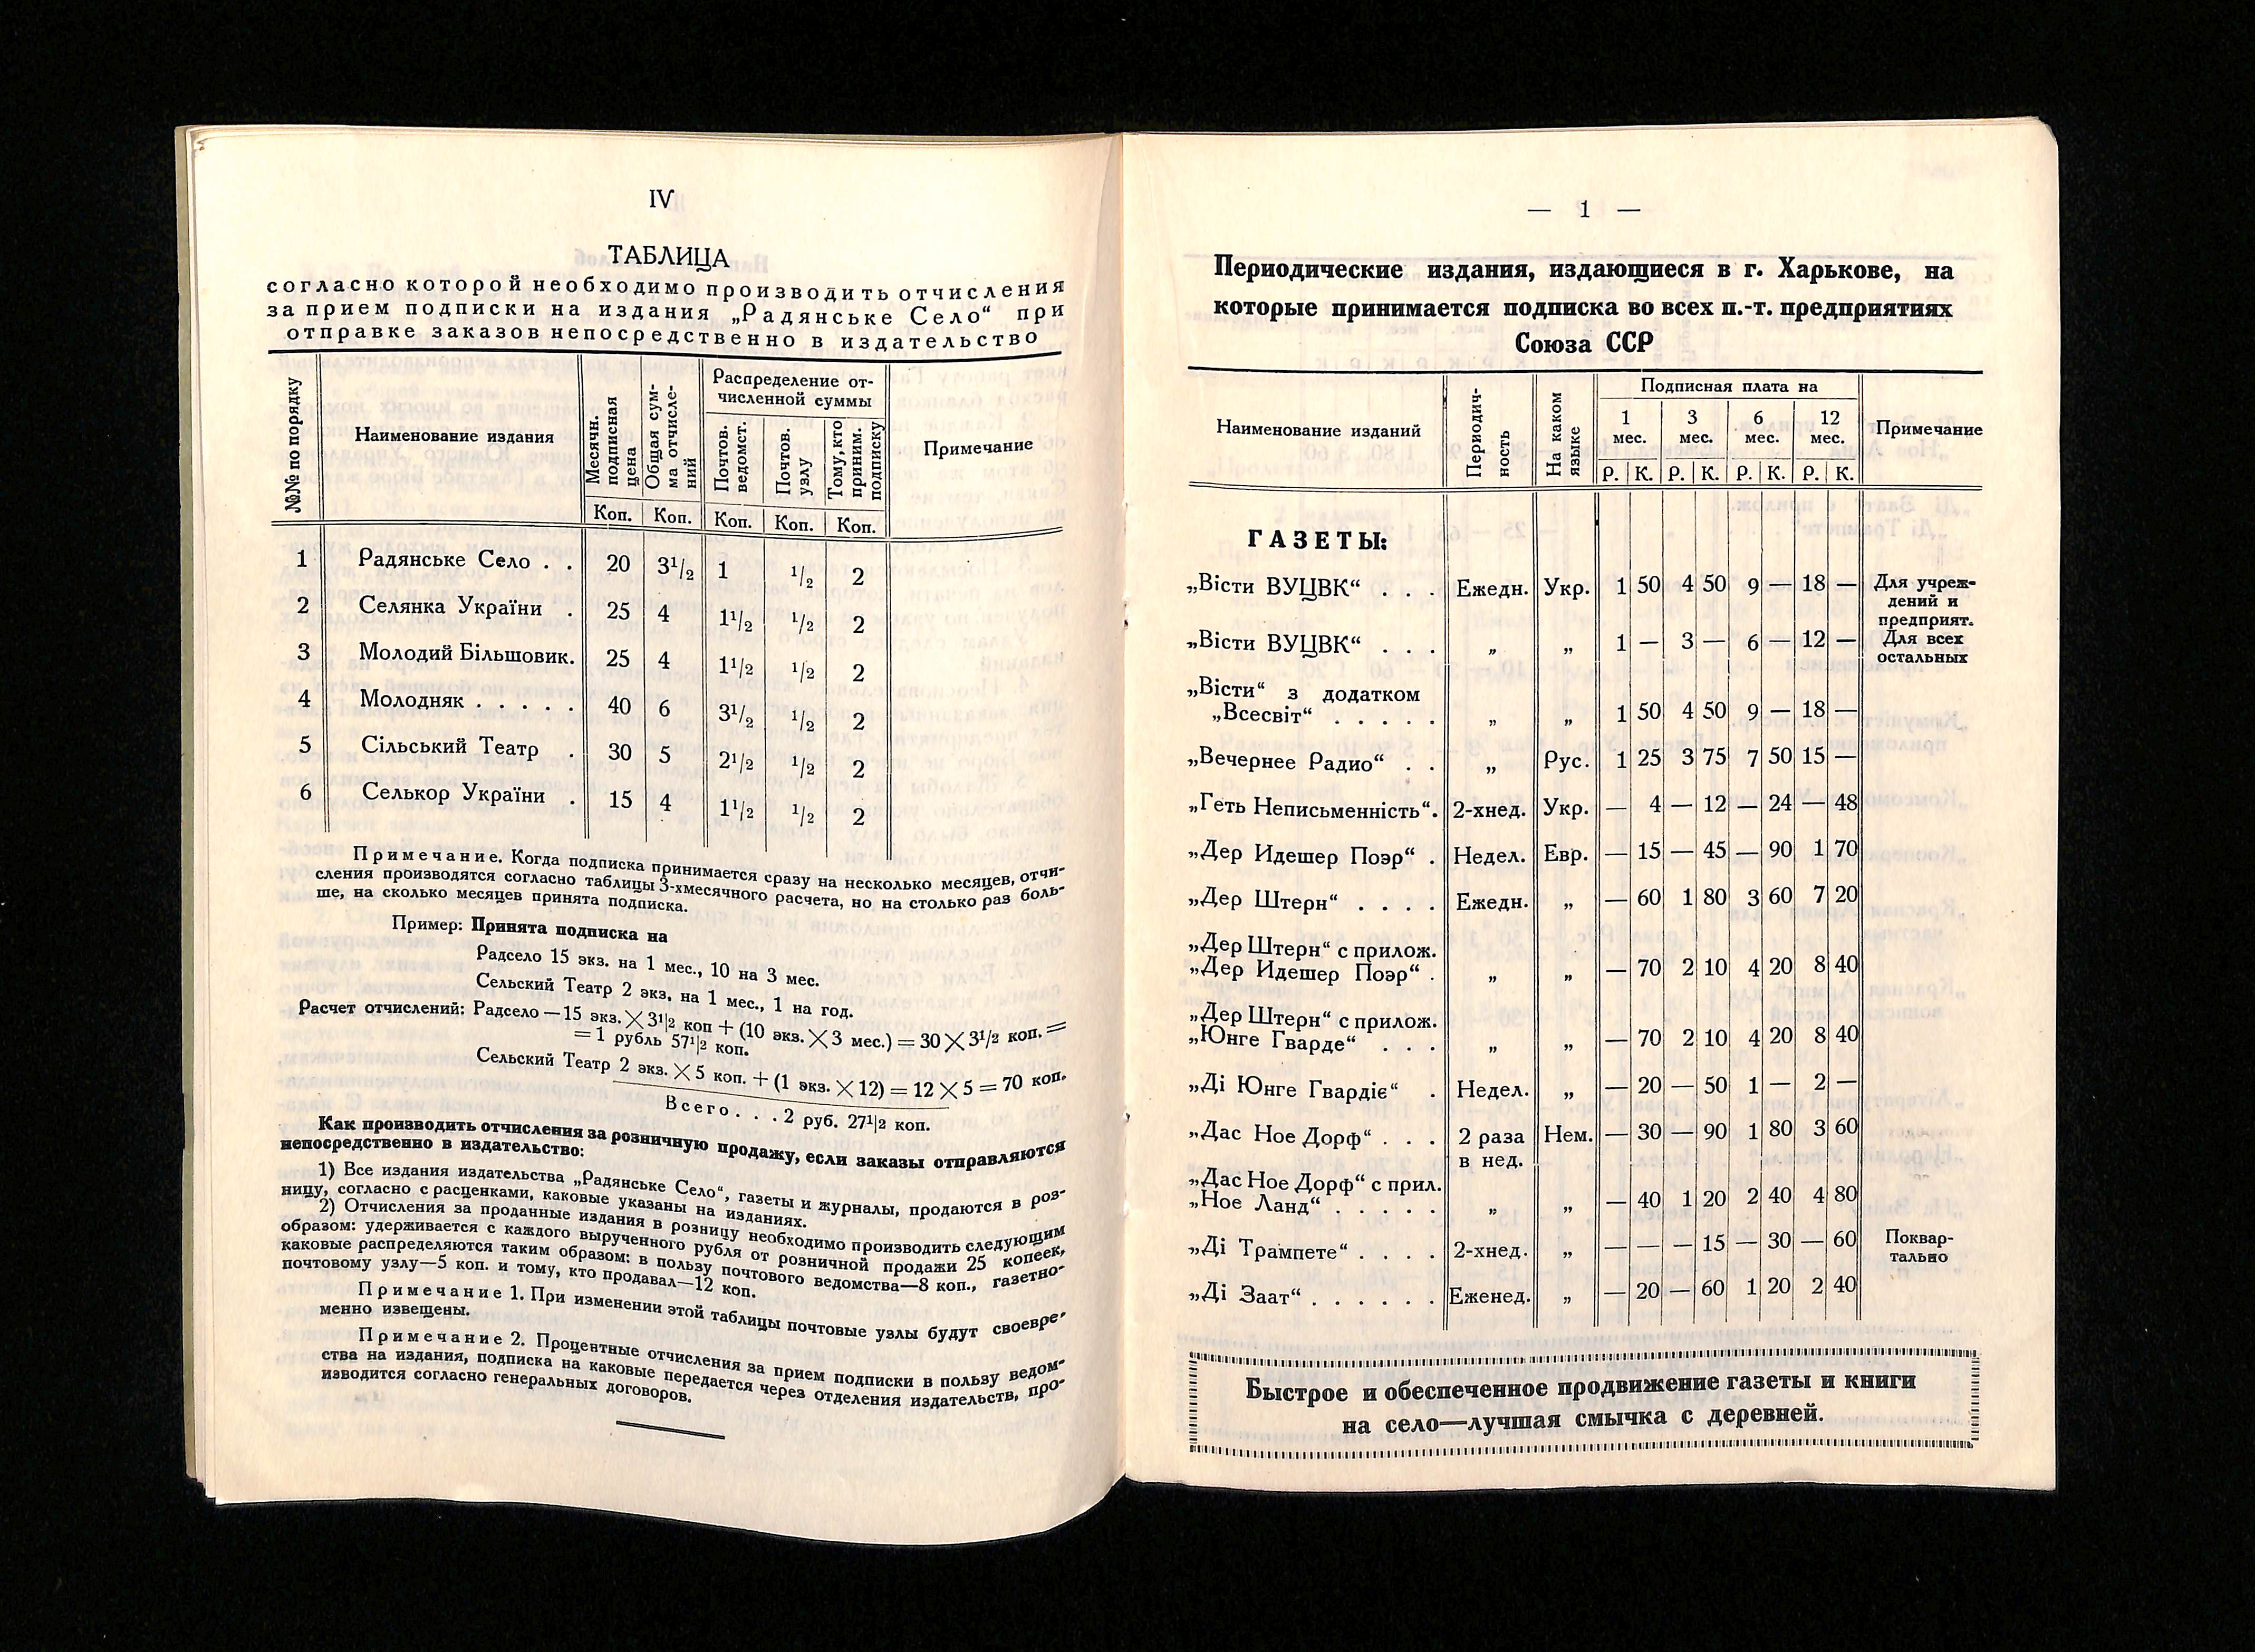 IV
ТАБЛИЦА
согласно которой необходимо производить отчисления
за прием подписки на издания „Радянське Село“ при
отправке заказов непосредственно в издательство
№№ по порядку
Наименование издания
Месячн. подписная цена
Общая сумма отчислений
Распределение отчисленной суммы
Почтов. ведомст.
Почтов. узлу
Тому, кто приним. подписку
Примечание
Коп. Коп. Коп. Коп. Коп.
1 Радянське Село . . 20 3¹/₂ 1 ¹/₂ 2
2 Селянка України . 25 4 1¹/₂ ¹/₂ 2
3 Молодий Більшовик. 25 4 1¹/₂ ¹/₂ 2
4 Молодняк . . . . . 40 6 3¹/₂ ¹/₂ 2
5 Сільський Театр . 30 5 2¹/₂ ¹/₂ 2
6 Селькор України . 15 4 1¹/₂ ¹/₂ 2
Примечание. Когда подписка принимается сразу на несколько месяцев, отчи-
сления производятся согласно таблицы 3-хмесячного расчета, но на столько раз боль-
ше, на сколько месяцев принята подписка.
Пример: Принята подписка на
Радсело 15 экз. на 1 мес., 10 на 3 мес.
Сельский Театр 2 экз. на 1 мес., 1 на год.
Расчет отчислений: Радсело — 15 экз. × 3¹|₂ коп + (10 экз. × 3 мес.) = 30 × 3¹/₂ коп. =
= 1 рубль 57¹|₂ коп.
Сельский Театр 2 экз. × 5 коп. + (1 экз. × 12) = 12 × 5 = 70 коп.
Всего . . . 2 руб. 27¹|₂ коп.
Как производить отчисления за розничную продажу, если заказы отправляются
непосредственно в издательство:
1) Все издания издательства „Радянське Село“, газеты и журналы, продаются в роз-
ницу, согласно с расценками, каковые указаны на изданиях.
2) Отчисления за проданные издания в розницу необходимо производить следующим
образом: удерживается с каждого вырученного рубля от розничной продажи 25 копеек,
каковые распределяются таким образом: в пользу почтового ведомства—8 коп., газетно-
почтовому узлу—5 коп. и тому, кто продавал—12 коп.
Примечание 1. При изменении этой таблицы почтовые узлы будут своевре-
менно извещены.
Примечание 2. Процентные отчисления за прием подписки в пользу ведом-
ства на издания, подписка на каковые передается через отделения издательств, про-
изводится согласно генеральных договоров.
— 1 —
Периодические издания, издающиеся в г. Харькове, на
которые принимается подписка во всех п.-т. предприятиях
Союза ССР
Наименование изданий
Периодич-
ность
На каком
языке
Подписная плата на
1 мес. 3 мес. 6 мес. 12 мес.
Р. К. Р. К. Р. К. Р. К.
Примечание
ГАЗЕТЫ:
„Вісти ВУЦВК“ . . . Ежедн. Укр. 1 50 4 50 9 — 18 — Для учреж-
дений и
предприят.
„Вісти ВУЦВК“ . . . „ „ 1 — 3 — 6 — 12 — Для всех
остальных
„Вісти“ з додатком
„Всесвіт“ . . . . . „ „ 1 50 4 50 9 — 18 —
„Вечернее Радио“ . . „ Рус. 1 25 3 75 7 50 15 —
„Геть Неписьменність“. 2-хнед. Укр. — 4 — 12 — 24 — 48
„Дер Идешер Поэр“ . Недел. Евр. — 15 — 45 — 90 1 70
„Дер Штерн“ . . . . Ежедн. „ — 60 1 80 3 60 7 20
„Дер Штерн“ с прилож.
„Дер Идешер Поэр“ . „ „ — 70 2 10 4 20 8 40
„Дер Штерн“ с прилож.
„Юнге Гварде“ . . . „ „ — 70 2 10 4 20 8 40
„Ді Юнге Гвардіє“ . Недел. „ — 20 — 50 1 — 2 —
„Дас Ное Дорф“ . . . 2 раза Нем. — 30 — 90 1 80 3 60
в нед.
„Дас Ное Дорф“ с прил.
„Ное Ланд“ . . . . . „ „ — 40 1 20 2 40 4 80
„Ді Трампете“ . . . . 2-хнед. „ — — — 15 — 30 — 60 Поквар-
тально
„Ді Заат“ . . . . . . Еженед. „ — 20 — 60 1 20 2 40
Быстрое и обеспеченное продвижение газеты и книги
на село—лучшая смычка с деревней.